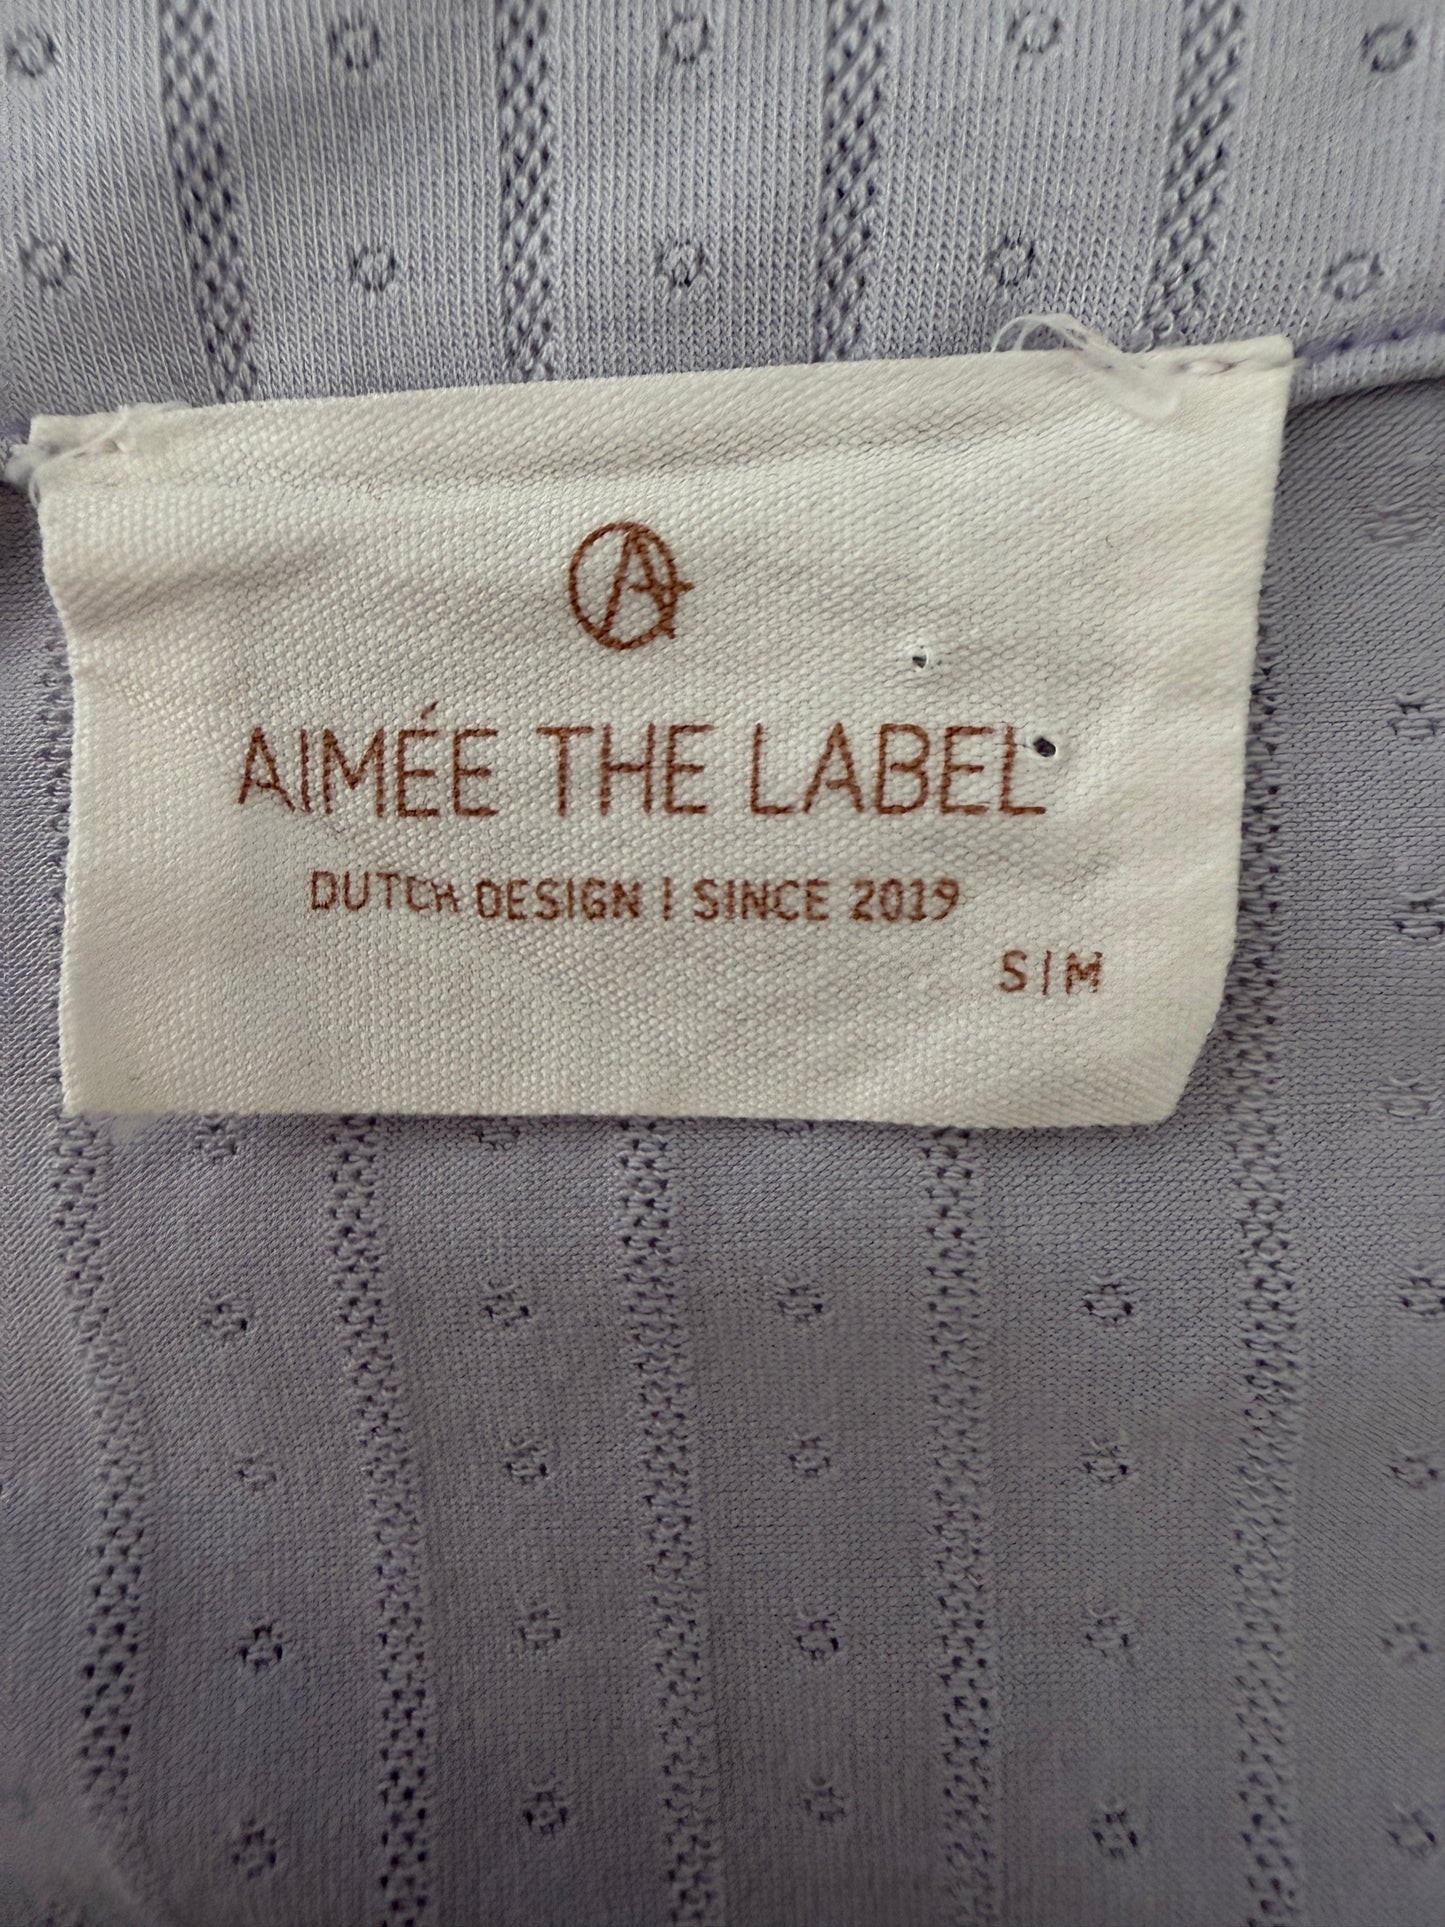 AIMÉE THE LABEL
DUTCH DESIGN | SINCE 2019
S|M